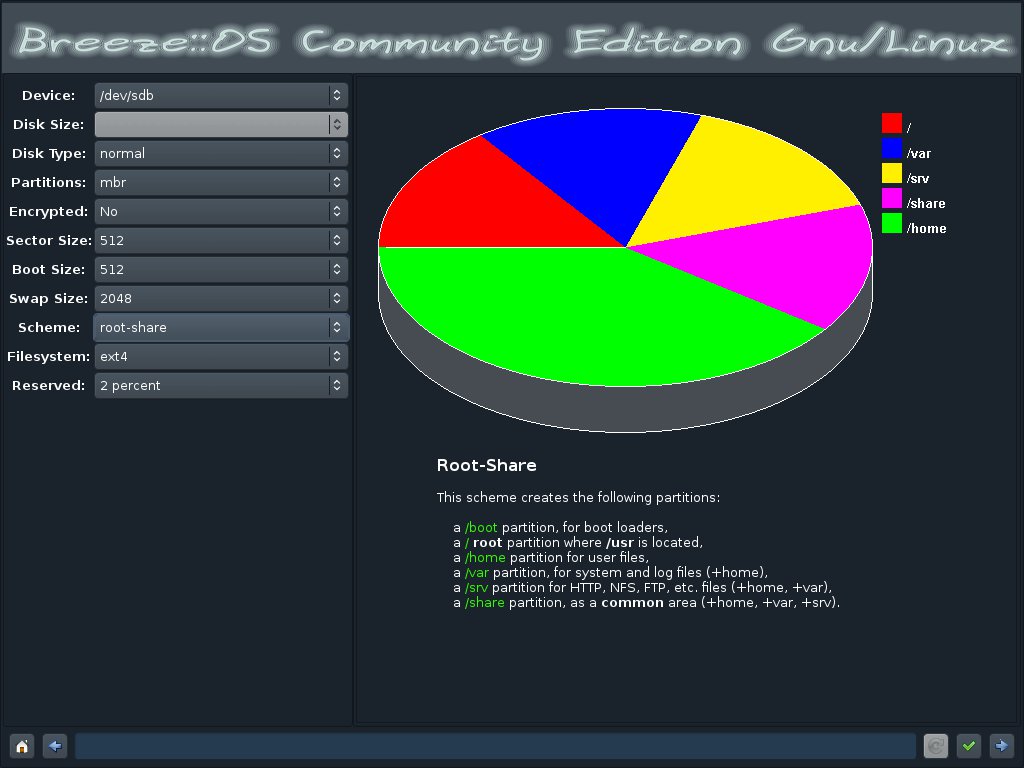 Breeze::OS Community Edition Gnu/Linux
Device: /dev/sdb
Disk Size:
Disk Type: normal
Partitions: mbr
Encrypted: No
Sector Size: 512
Boot Size: 512
Swap Size: 2048
Scheme: root-share
Filesystem: ext4
Reserved: 2 percent
/
/var
/srv
/share
/home
Root-Share
This scheme creates the following partitions:
a /boot partition, for boot loaders,
a / root partition where /usr is located,
a /home partition for user files,
a /var partition, for system and log files (+home),
a /srv partition for HTTP, NFS, FTP, etc. files (+home, +var),
a /share partition, as a common area (+home, +var, +srv).